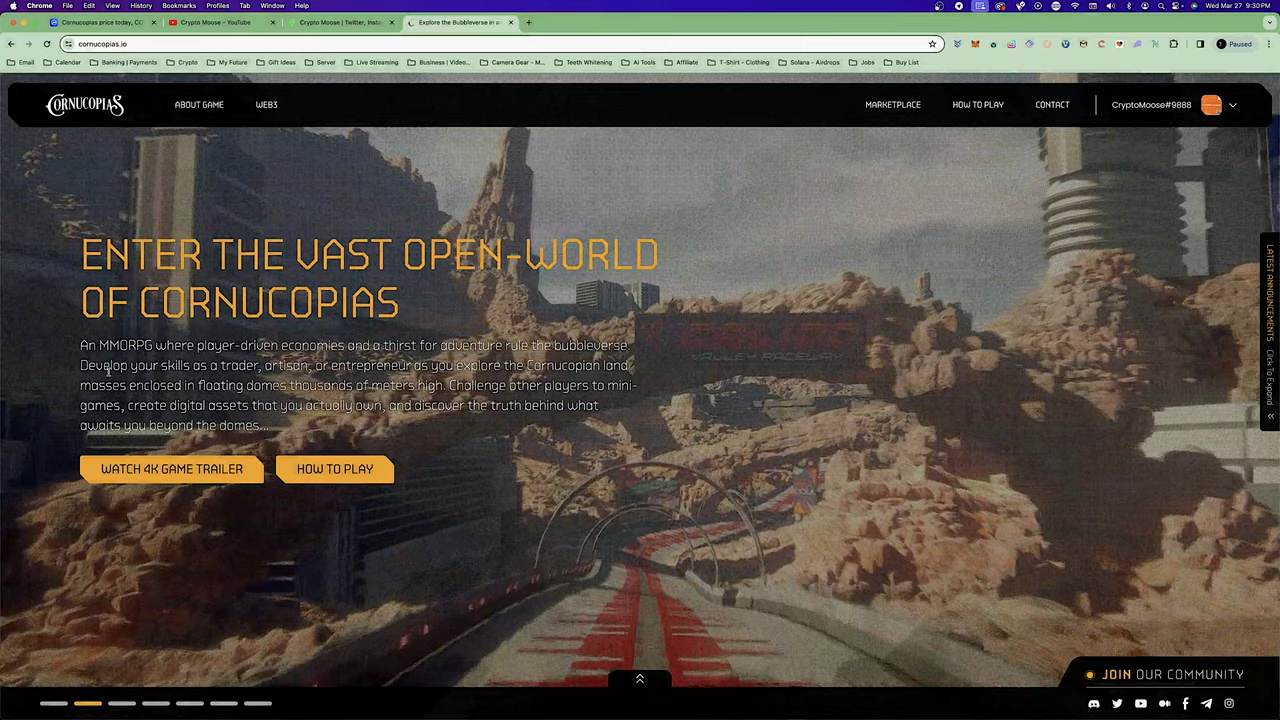 Chrome File Edit View History Bookmarks Profiles Tab Window Help Wed Mar 27 9:30 PM
Cornucopias price today, CO Crypto Moose - YouTube Crypto Moose | Twitter, Insta Explore the Bubbleverse in a
cornucopias.io Paused
Email Calendar Banking | Payments Crypto My Future Gift Ideas Server Live Streaming Business | Video... Camera Gear - M... Teeth Whitening Ai Tools Affiliate T-Shirt - Clothing Solana - Airdrops Jobs Buy List
CORNUCOPIAS ABOUT GAME WEB3 MARKETPLACE HOW TO PLAY CONTACT CryptoMoose#9888
ENTER THE VAST OPEN-WORLD
OF CORNUCOPIAS
An MMORPG where player-driven economies and a thirst for adventure rule the bubbleverse.
Develop your skills as a trader, artisan, or entrepreneur as you explore the Cornucopian land
masses enclosed in floating domes thousands of meters high. Challenge other players to mini-
games, create digital assets that you actually own, and discover the truth behind what
awaits you beyond the domes...
WATCH 4K GAME TRAILER HOW TO PLAY
VALLEY RACEWAY
LATEST ANNOUNCEMENTS Click To Expand
JOIN OUR COMMUNITY